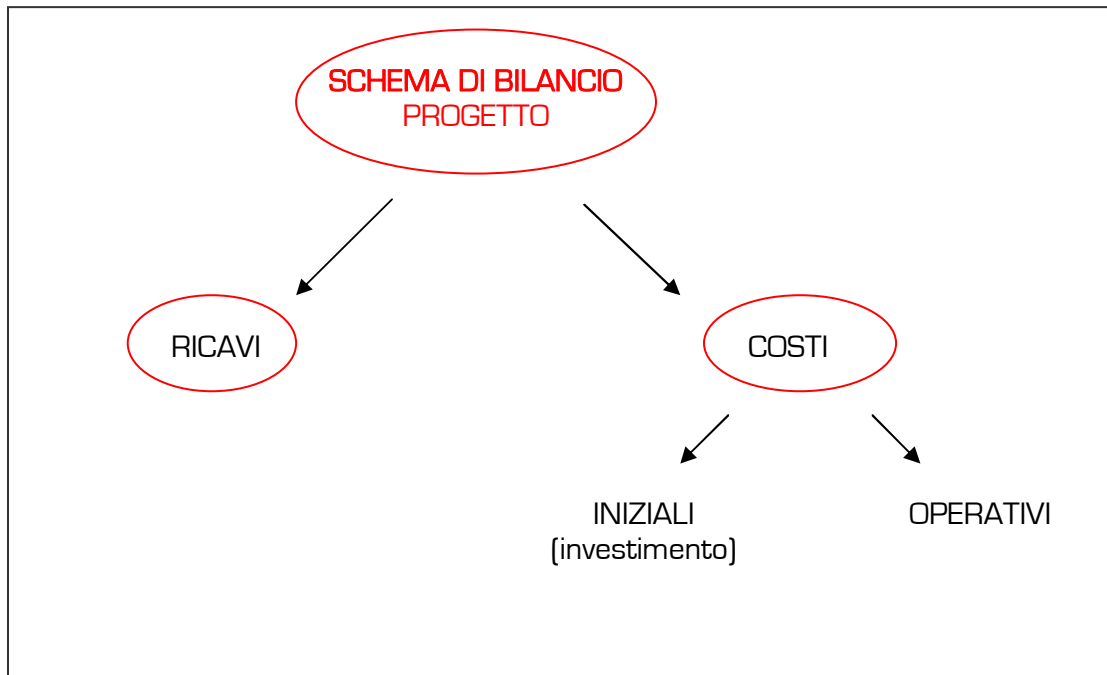 SCHEMA DI BILANCIO
PROGETTO
RICAVI
COSTI
INIZIALI
(investimento)
OPERATIVI